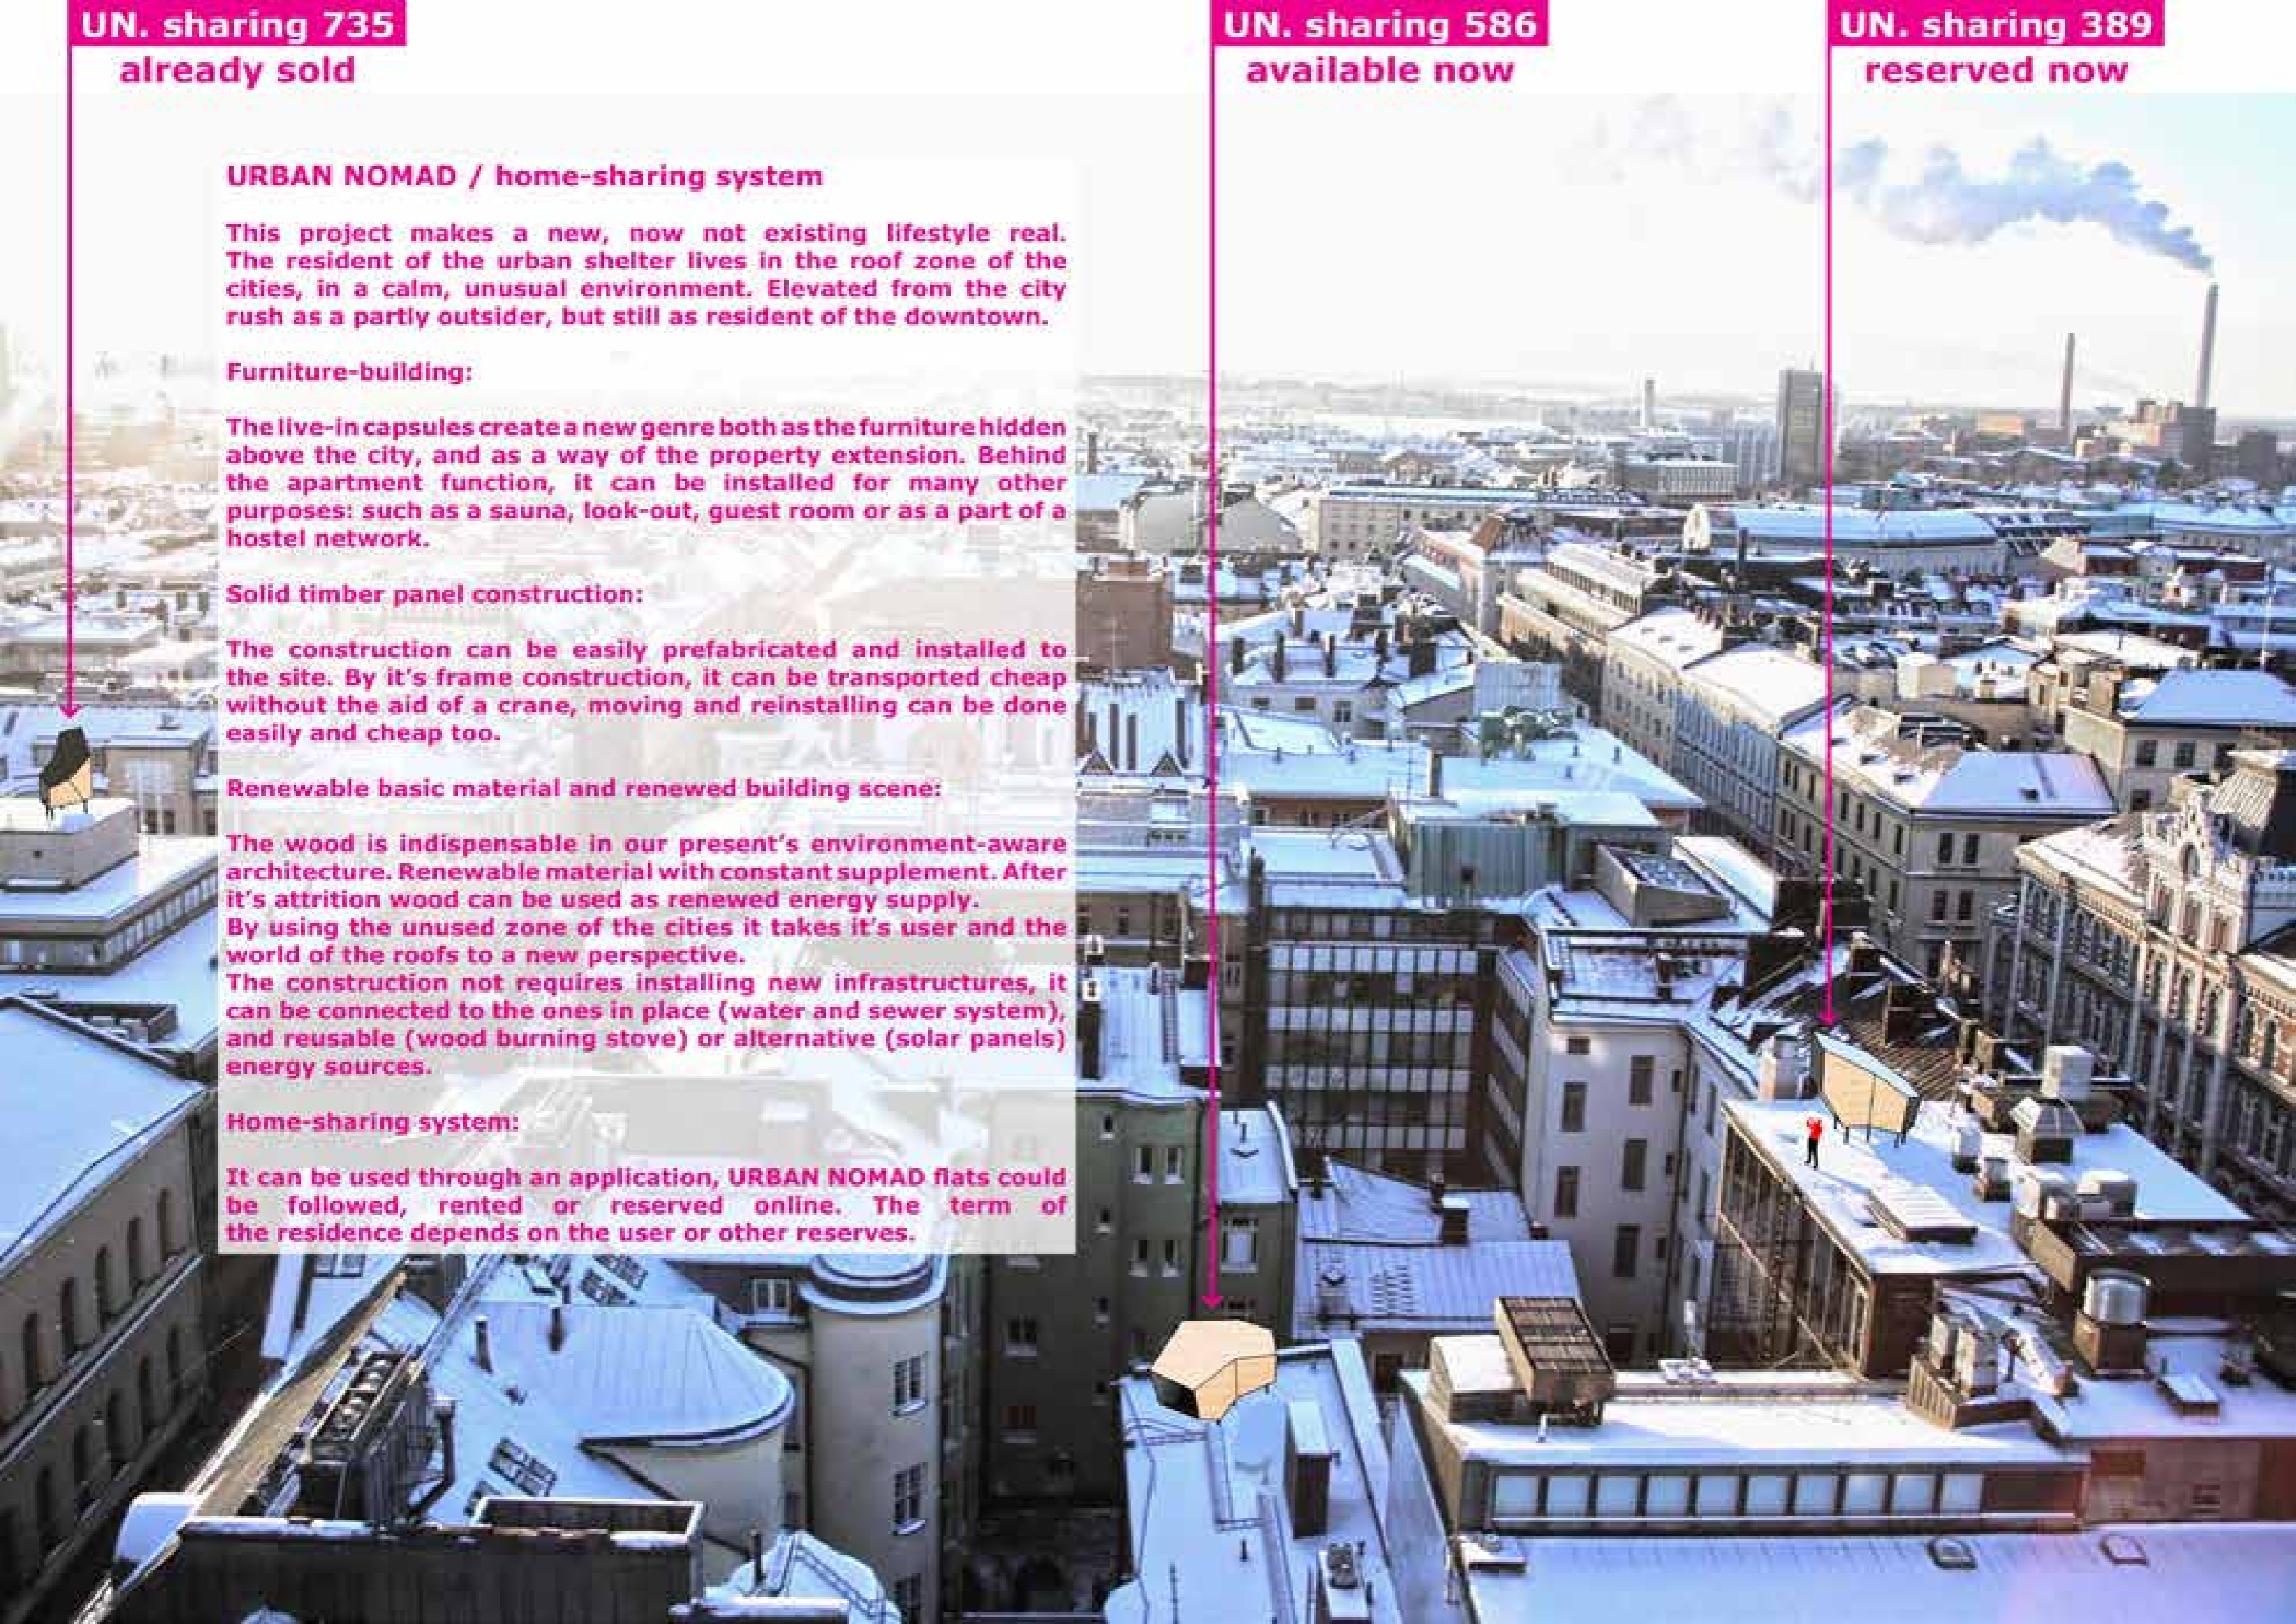 UN. sharing 735
already sold
UN. sharing 586
available now
UN. sharing 389
reserved now
URBAN NOMAD / home-sharing system
This project makes a new, now not existing lifestyle real.
The resident of the urban shelter lives in the roof zone of the
cities, in a calm, unusual environment. Elevated from the city
rush as a partly outsider, but still as resident of the downtown.
Furniture-building:
The live-in capsules create a new genre both as the furniture hidden
above the city, and as a way of the property extension. Behind
the apartment function, it can be installed for many other
purposes: such as a sauna, look-out, guest room or as a part of a
hostel network.
Solid timber panel construction:
The construction can be easily prefabricated and installed to
the site. By it's frame construction, it can be transported cheap
without the aid of a crane, moving and reinstalling can be done
easily and cheap too.
Renewable basic material and renewed building scene:
The wood is indispensable in our present's environment-aware
architecture. Renewable material with constant supplement. After
it's attrition wood can be used as renewed energy supply.
By using the unused zone of the cities it takes it's user and the
world of the roofs to a new perspective.
The construction not requires installing new infrastructures, it
can be connected to the ones in place (water and sewer system),
and reusable (wood burning stove) or alternative (solar panels)
energy sources.
Home-sharing system:
It can be used through an application, URBAN NOMAD flats could
be followed, rented or reserved online. The term of
the residence depends on the user or other reserves.